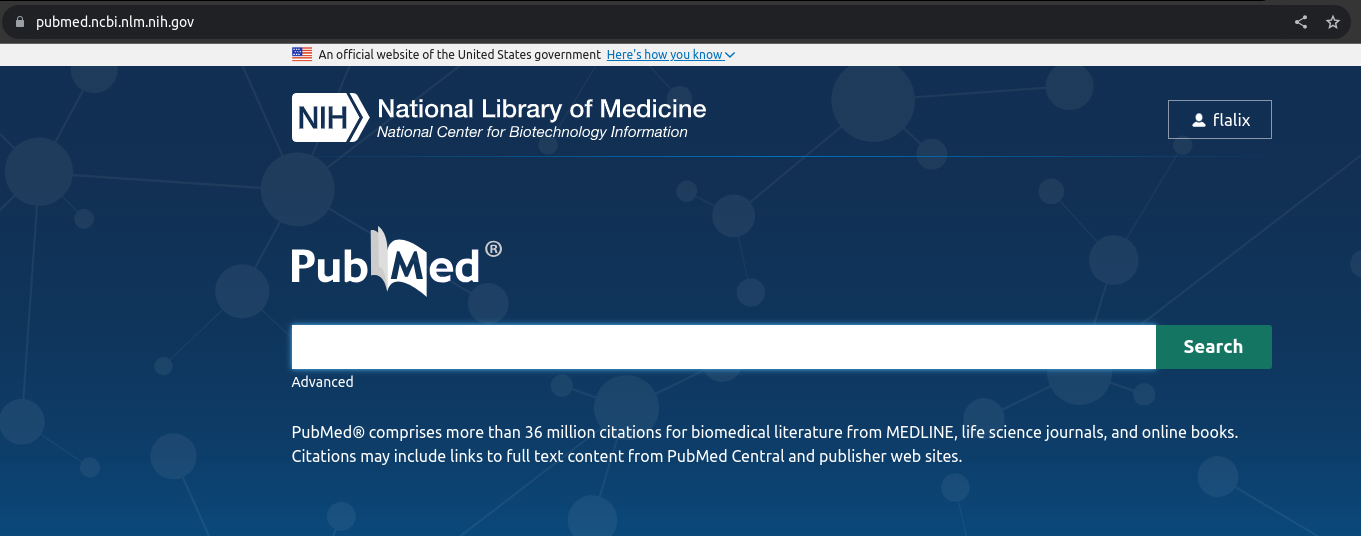 pubmed.ncbi.nlm.nih.gov
An official website of the United States government Here's how you know
NIH National Library of Medicine
National Center for Biotechnology Information
flalix
PubMed®
Search
Advanced
PubMed® comprises more than 36 million citations for biomedical literature from MEDLINE, life science journals, and online books.
Citations may include links to full text content from PubMed Central and publisher web sites.